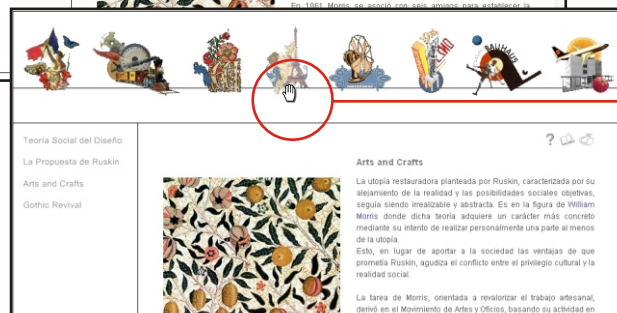 En 1861 Morris se asoció con seis amigos para establecer la
BAUHAUS
Teoría Social del Diseño
La Propuesta de Ruskin
Arts and Crafts
Gothic Revival
?
Arts and Crafts
La utopía restauradora planteada por Ruskin, caracterizada por su
alejamiento de la realidad y las posibilidades sociales objetivas,
seguía siendo irrealizable y abstracta. Es en la figura de William
Morris donde dicha teoría adquiere un carácter más concreto
mediante su intento de realizar personalmente una parte al menos
de la utopía.
Esto, en lugar de aportar a la sociedad las ventajas de que
prometía Ruskin, agudiza el conflicto entre el privilegio cultural y la
realidad social.
La tarea de Morris, orientada a revalorizar el trabajo artesanal,
derivó en el Movimiento de Artes y Oficios, basando su actividad en